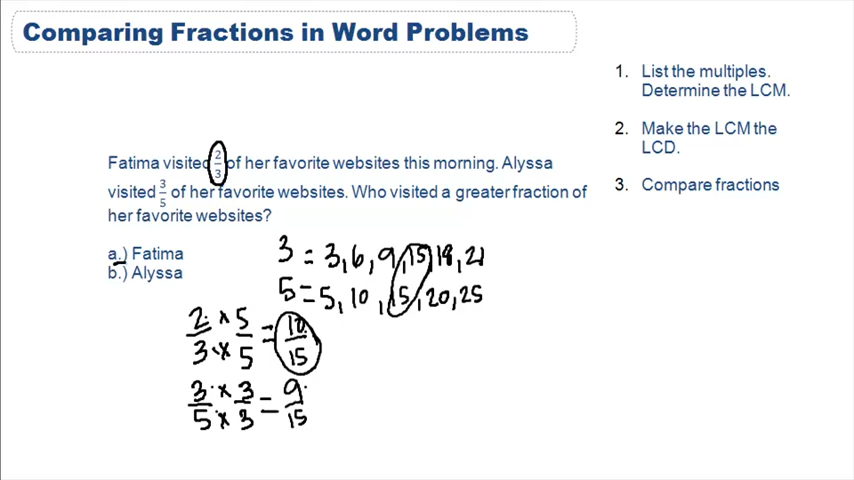 Comparing Fractions in Word Problems
1. List the multiples.
Determine the LCM.
2. Make the LCM the
LCD.
3. Compare fractions
Fatima visited 2/3 of her favorite websites this morning. Alyssa
visited 3/5 of her favorite websites. Who visited a greater fraction of
her favorite websites?
a.) Fatima
b.) Alyssa
3 = 3, 6, 9, 15, 18, 21
5 = 5, 10, 15, 20, 25
2/3 × 5/5 = 10/15
3/5 × 3/3 = 9/15